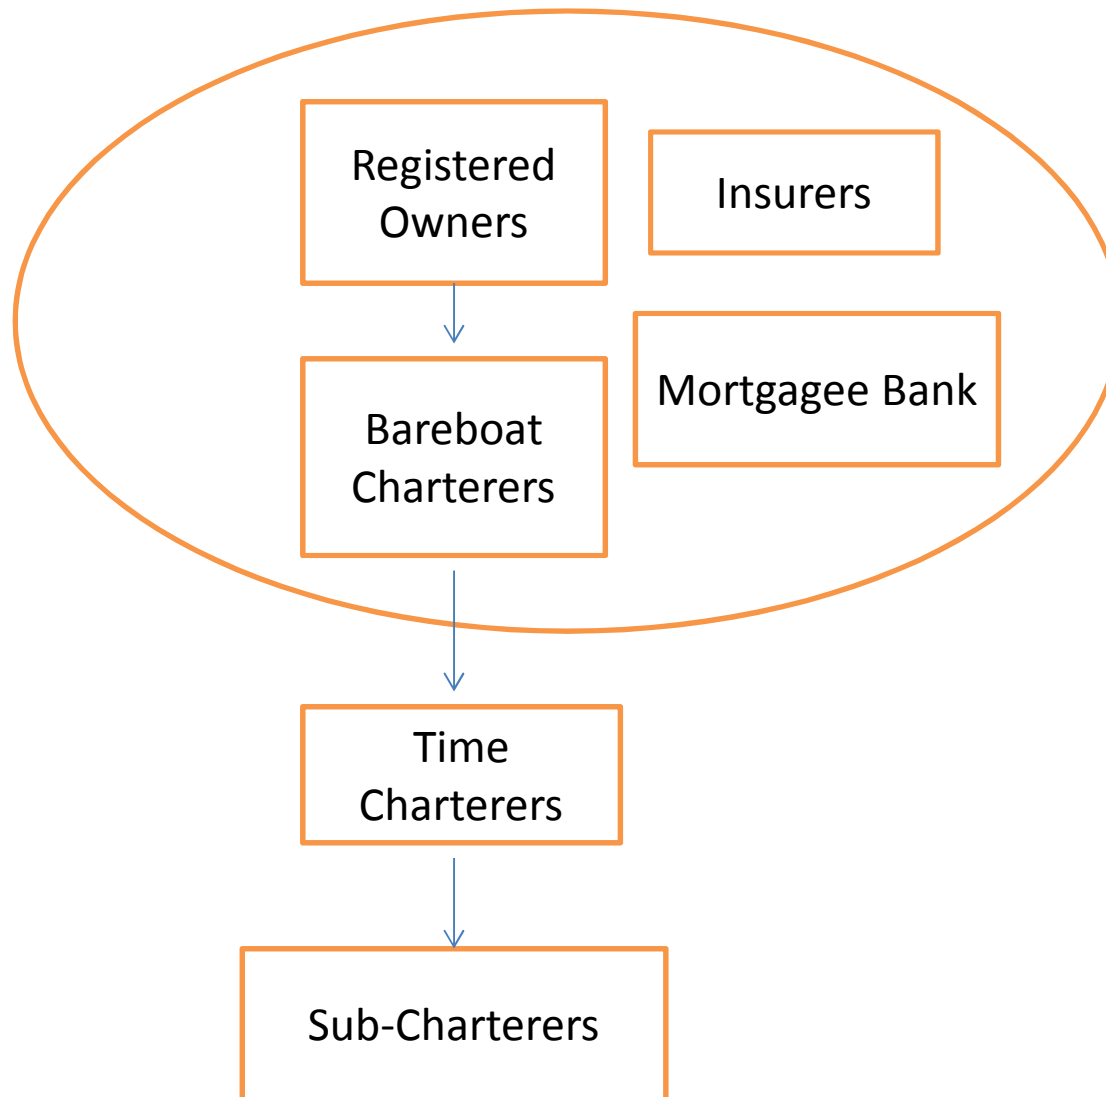 Registered
Owners
Insurers
Mortgagee Bank
Bareboat
Charterers
Time
Charterers
Sub-Charterers